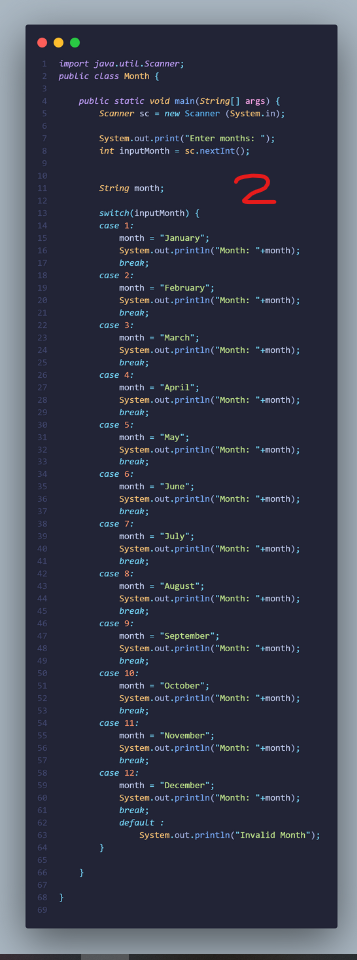 1 import java.util.Scanner;
2 public class Month {
3
4 public static void main(String[] args) {
5 Scanner sc = new Scanner (System.in);
6
7 System.out.print("Enter months: ");
8 int inputMonth = sc.nextInt();
9
10
11 String month;
2
12
13 switch(inputMonth) {
14 case 1:
15 month = "January";
16 System.out.println("Month: "+month);
17 break;
18 case 2:
19 month = "February";
20 System.out.println("Month: "+month);
21 break;
22 case 3:
23 month = "March";
24 System.out.println("Month: "+month);
25 break;
26 case 4:
27 month = "April";
28 System.out.println("Month: "+month);
29 break;
30 case 5:
31 month = "May";
32 System.out.println("Month: "+month);
33 break;
34 case 6:
35 month = "June";
36 System.out.println("Month: "+month);
37 break;
38 case 7:
39 month = "July";
40 System.out.println("Month: "+month);
41 break;
42 case 8:
43 month = "August";
44 System.out.println("Month: "+month);
45 break;
46 case 9:
47 month = "September";
48 System.out.println("Month: "+month);
49 break;
50 case 10:
51 month = "October";
52 System.out.println("Month: "+month);
53 break;
54 case 11:
55 month = "November";
56 System.out.println("Month: "+month);
57 break;
58 case 12:
59 month = "December";
60 System.out.println("Month: "+month);
61 break;
62 default :
63 System.out.println("Invalid Month");
64 }
65
66 }
67
68 }
69